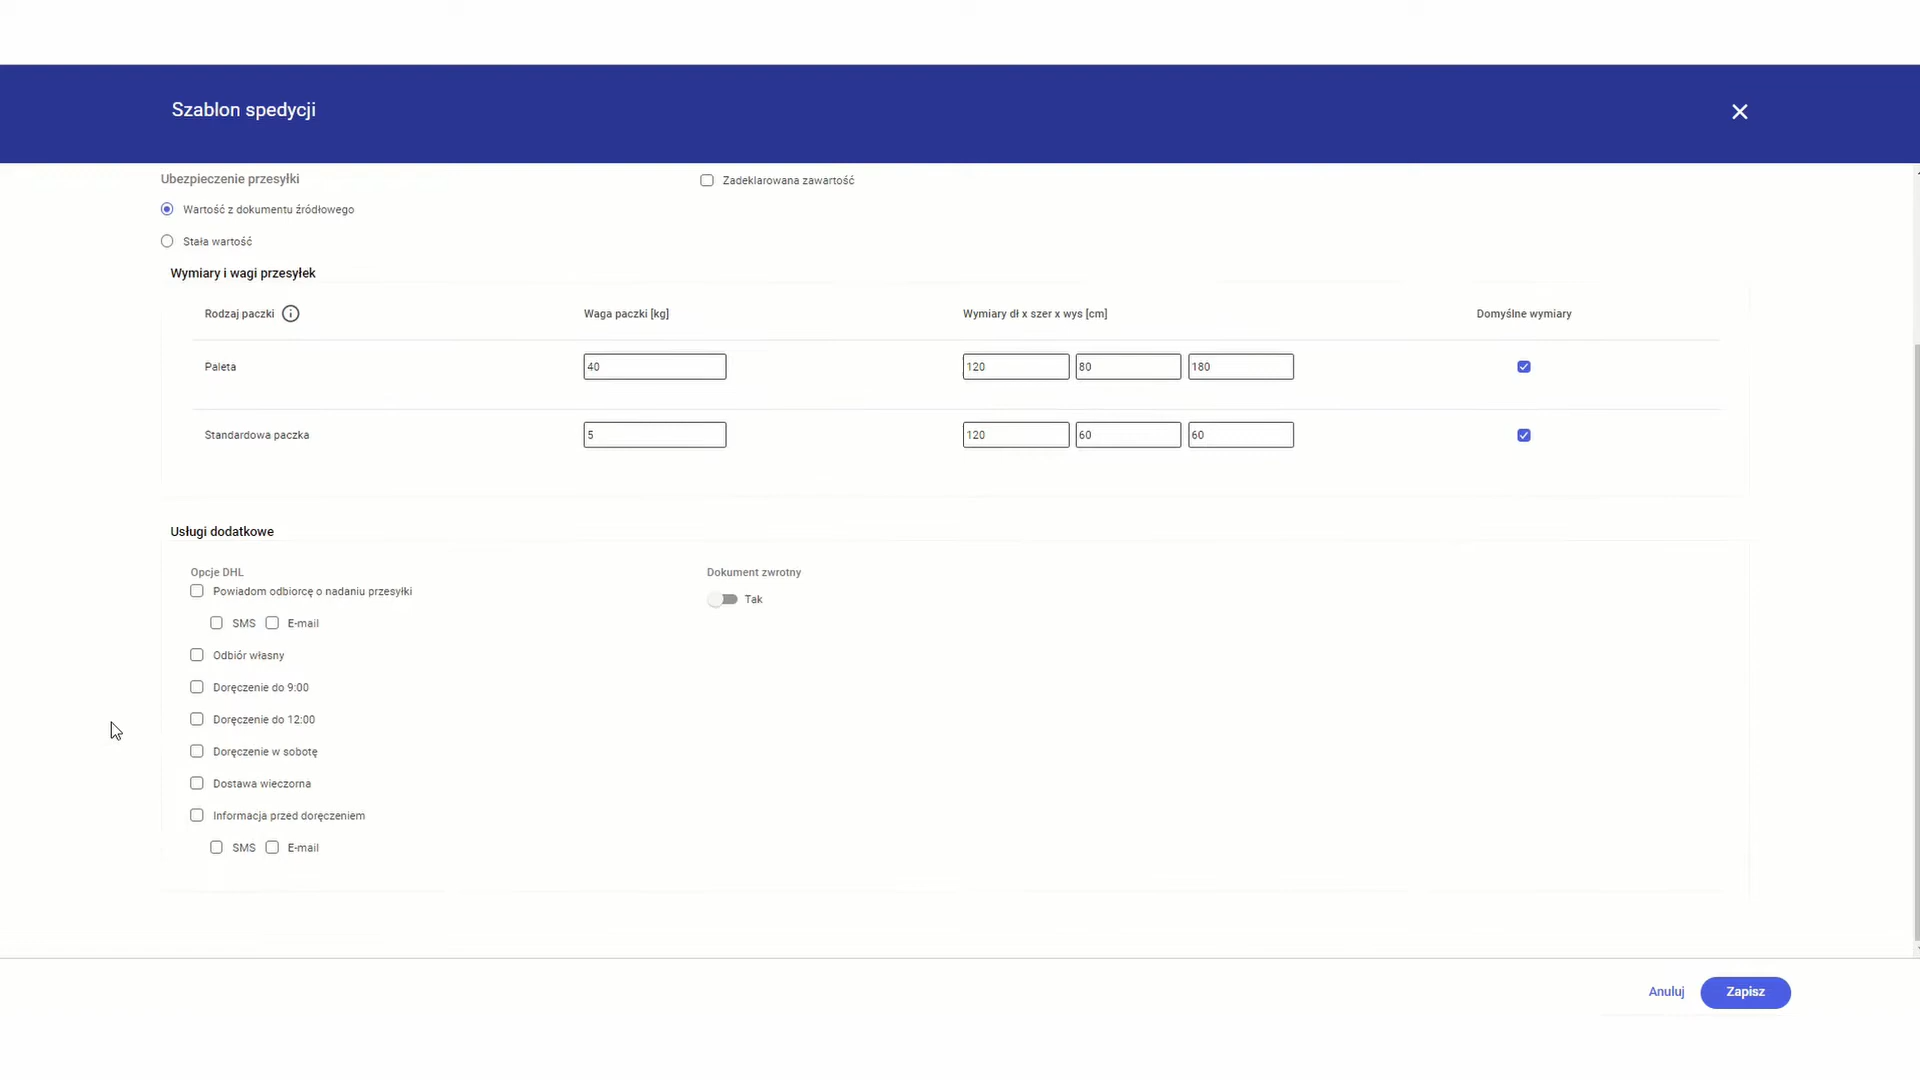 Szablon spedycji
Ubezpieczenie przesyłki
Zadeklarowana zawartość
Wartość z dokumentu źródłowego
Stała wartość
Wymiary i wagi przesyłek
Rodzaj paczki
Waga paczki [kg]
Wymiary dł x szer x wys [cm]
Domyślne wymiary
Paleta
40
120
80
180
Standardowa paczka
5
120
60
60
Usługi dodatkowe
Opcje DHL
Dokument zwrotny
Powiadom odbiorcę o nadaniu przesyłki
Tak
SMS
E-mail
Odbiór własny
Doręczenie do 9:00
Doręczenie do 12:00
Doręczenie w sobotę
Dostawa wieczorna
Informacja przed doręczeniem
SMS
E-mail
Anuluj
Zapisz